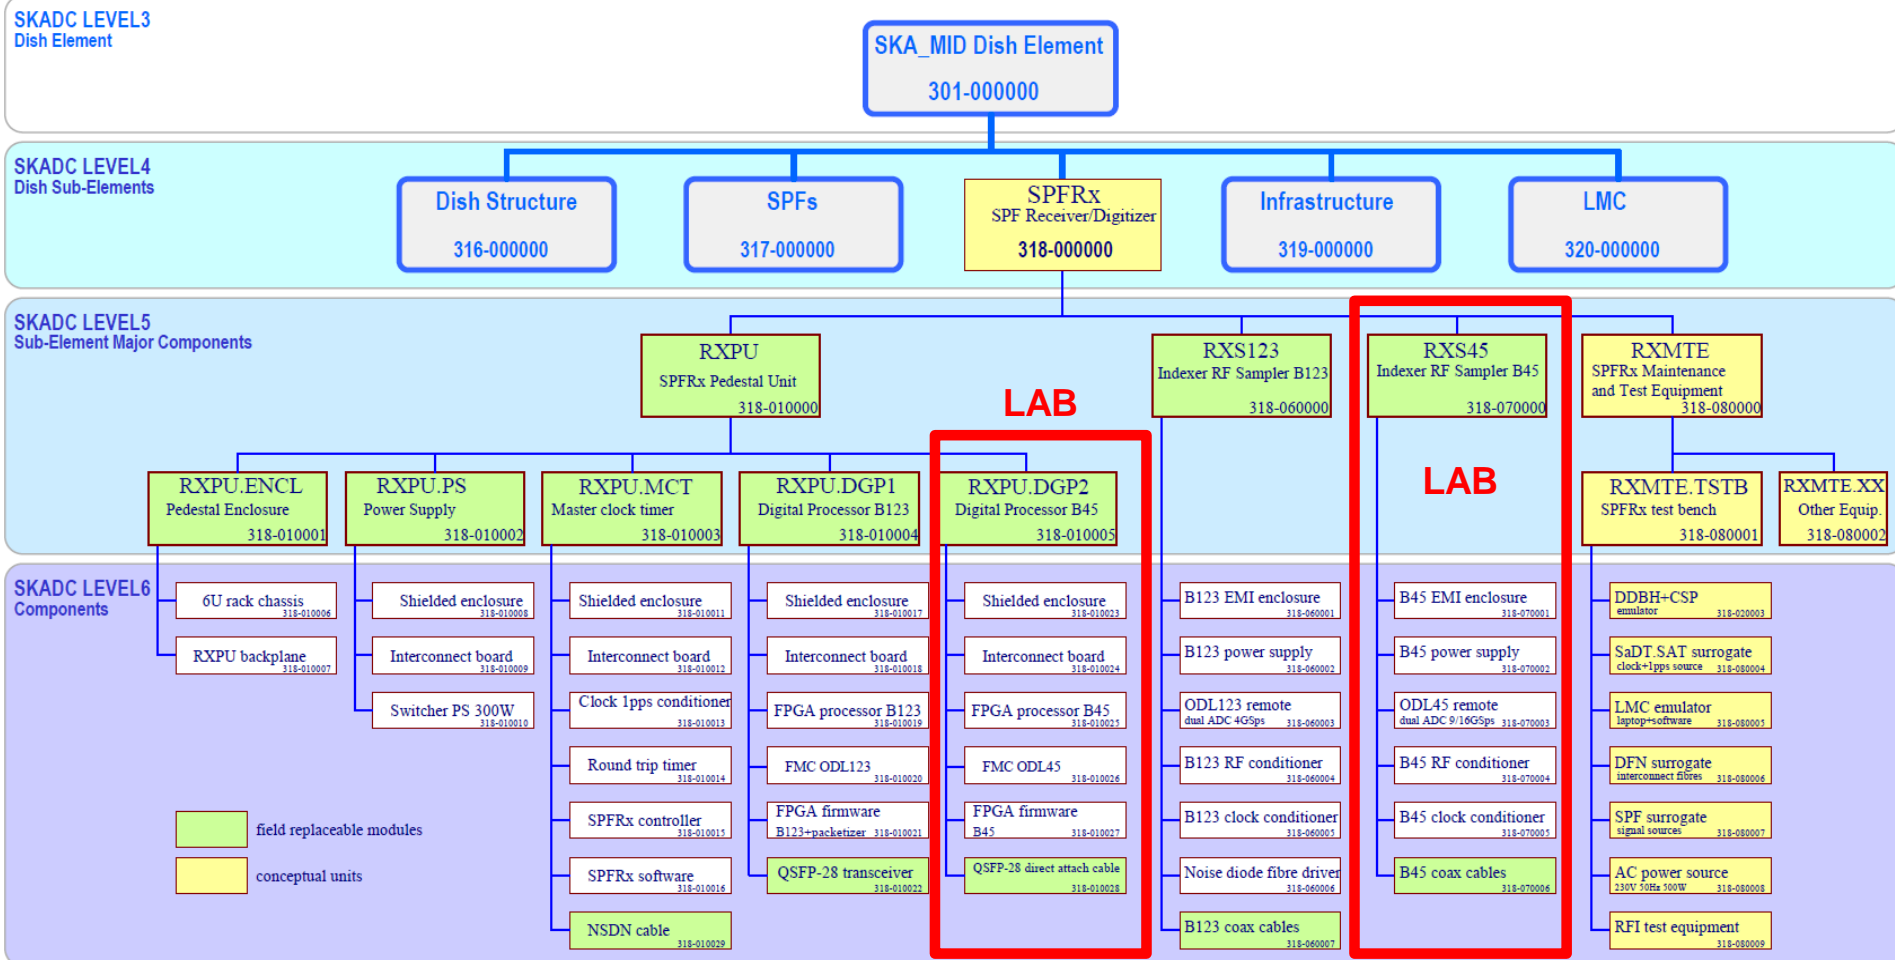 SKADC LEVEL3
Dish Element
SKA_MID Dish Element
301-000000
SKADC LEVEL4
Dish Sub-Elements
Dish Structure
316-000000
SPFs
317-000000
SPFRx
SPF Receiver/Digitizer
318-000000
Infrastructure
319-000000
LMC
320-000000
SKADC LEVEL5
Sub-Element Major Components
RXPU
SPFRx Pedestal Unit
318-010000
RXS123
Indexer RF Sampler B123
318-060000
RXS45
Indexer RF Sampler B45
318-070000
RXMTE
SPFRx Maintenance
and Test Equipment
318-080000
LAB
LAB
RXPU.ENCL
Pedestal Enclosure
318-010001
RXPU.PS
Power Supply
318-010002
RXPU.MCT
Master clock timer
318-010003
RXPU.DGP1
Digital Processor B123
318-010004
RXPU.DGP2
Digital Processor B45
318-010005
RXMTE.TSTB
SPFRx test bench
318-080001
RXMTE.XX
Other Equip.
318-080002
SKADC LEVEL6
Components
6U rack chassis
318-010006
RXPU backplane
318-010007
Shielded enclosure
318-010008
Interconnect board
318-010009
Switcher PS 300W
318-010010
Shielded enclosure
318-010011
Interconnect board
318-010012
Clock 1pps conditioner
318-010013
Round trip timer
318-010014
SPFRx controller
318-010015
SPFRx software
318-010016
NSDN cable
318-010029
Shielded enclosure
318-010017
Interconnect board
318-010018
FPGA processor B123
318-010019
FMC ODL123
318-010020
FPGA firmware
B123+packetizer 318-010021
QSFP-28 transceiver
318-010022
Shielded enclosure
318-010023
Interconnect board
318-010024
FPGA processor B45
318-010025
FMC ODL45
318-010026
FPGA firmware
B45 318-010027
QSFP-28 direct attach cable
318-010028
B123 EMI enclosure
318-060001
B123 power supply
318-060002
ODL123 remote
dual ADC 4GSps 318-060003
B123 RF conditioner
318-060004
B123 clock conditioner
318-060005
Noise diode fibre driver
318-060006
B123 coax cables
318-060007
B45 EMI enclosure
318-070001
B45 power supply
318-070002
ODL45 remote
dual ADC 9/16GSps 318-070003
B45 RF conditioner
318-070004
B45 clock conditioner
318-070005
B45 coax cables
318-070006
DDBH+CSP
emulator 318-020003
SaDT.SAT surrogate
clock+1pps source 318-080004
LMC emulator
laptop+software 318-080005
DFN surrogate
interconnect fibres 318-080006
SPF surrogate
signal sources 318-080007
AC power source
230V 50Hz 500W 318-080008
RFI test equipment
318-080009
field replaceable modules
conceptual units